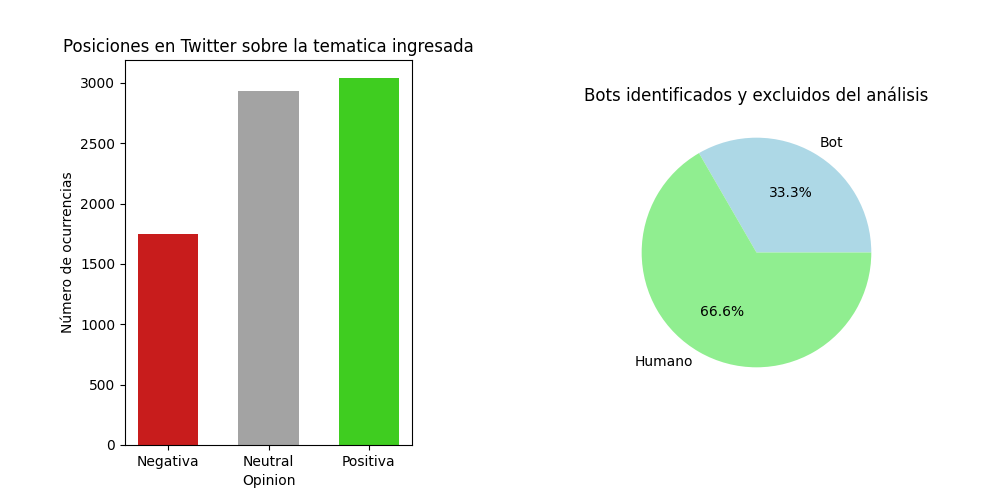 Posiciones en Twitter sobre la tematica ingresada
Número de ocurrencias
3000
2500
2000
1500
1000
500
0
Negativa
Neutral
Positiva
Opinion
Bots identificados y excluidos del análisis
Bot
33.3%
66.6%
Humano